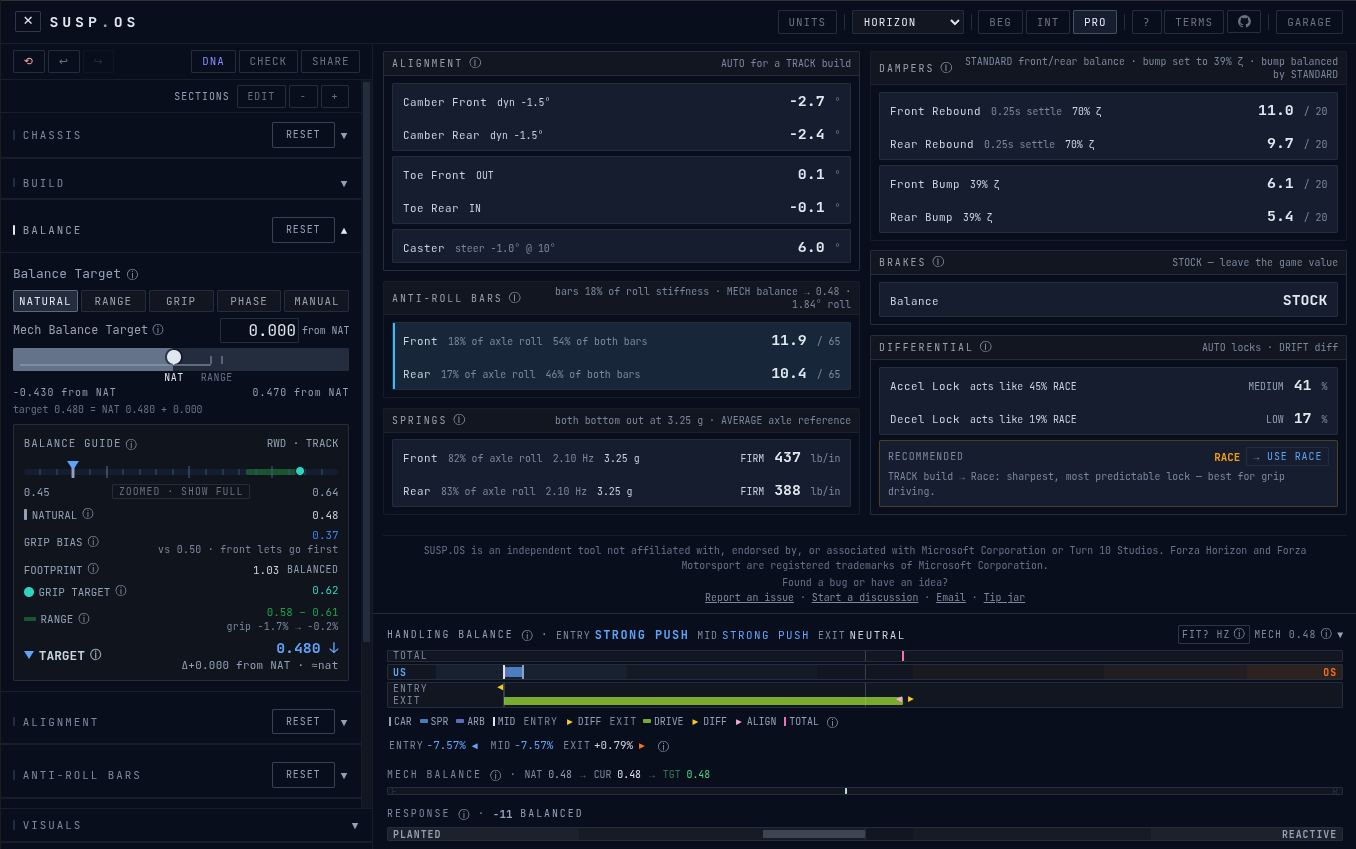 ✕ SUSP.OS UNITS HORIZON BEG INT PRO ? TERMS GARAGE
DNA CHECK SHARE
SECTIONS EDIT - +
CHASSIS RESET ▼
BUILD ▼
BALANCE RESET ▲
Balance Target ⓘ
NATURAL RANGE GRIP PHASE MANUAL
Mech Balance Target ⓘ 0.000 from NAT
NAT RANGE
-0.430 from NAT 0.470 from NAT
target 0.480 = NAT 0.480 + 0.000
BALANCE GUIDE ⓘ RWD · TRACK
0.45 ZOOMED · SHOW FULL 0.64
NATURAL ⓘ 0.48
GRIP BIAS ⓘ 0.37
vs 0.50 · front lets go first
FOOTPRINT ⓘ 1.03 BALANCED
GRIP TARGET ⓘ 0.62
RANGE ⓘ 0.58 – 0.61
grip -1.7% → -0.2%
▼ TARGET ⓘ 0.480 ↓
Δ+0.000 from NAT · ≈nat
ALIGNMENT RESET ▼
ANTI-ROLL BARS RESET ▼
VISUALS ▼
ALIGNMENT ⓘ AUTO for a TRACK build
Camber Front dyn -1.5° -2.7 °
Camber Rear dyn -1.5° -2.4 °
Toe Front OUT 0.1 °
Toe Rear IN -0.1 °
Caster steer -1.0° @ 10° 6.0 °
ANTI-ROLL BARS ⓘ bars 18% of roll stiffness · MECH balance → 0.48 ·
1.84° roll
Front 18% of axle roll 54% of both bars 11.9 / 65
Rear 17% of axle roll 46% of both bars 10.4 / 65
SPRINGS ⓘ both bottom out at 3.25 g · AVERAGE axle reference
Front 82% of axle roll 2.10 Hz 3.25 g FIRM 437 lb/in
Rear 83% of axle roll 2.10 Hz 3.25 g FIRM 388 lb/in
DAMPERS ⓘ STANDARD front/rear balance · bump set to 39% ζ · bump balanced
by STANDARD
Front Rebound 0.25s settle 70% ζ 11.0 / 20
Rear Rebound 0.25s settle 70% ζ 9.7 / 20
Front Bump 39% ζ 6.1 / 20
Rear Bump 39% ζ 5.4 / 20
BRAKES ⓘ STOCK — leave the game value
Balance STOCK
DIFFERENTIAL ⓘ AUTO locks · DRIFT diff
Accel Lock acts like 45% RACE MEDIUM 41 %
Decel Lock acts like 19% RACE LOW 17 %
RECOMMENDED RACE → USE RACE
TRACK build → Race: sharpest, most predictable lock — best for grip
driving.
SUSP.OS is an independent tool not affiliated with, endorsed by, or associated with Microsoft Corporation or Turn 10 Studios. Forza Horizon and Forza
Motorsport are registered trademarks of Microsoft Corporation.
Found a bug or have an idea?
Report an issue · Start a discussion · Email · Tip jar
HANDLING BALANCE ⓘ · ENTRY STRONG PUSH MID STRONG PUSH EXIT NEUTRAL FIT? HZ ⓘ MECH 0.48 ⓘ ▼
TOTAL
US OS
ENTRY
EXIT
CAR SPR ARB MID ENTRY ▶ DIFF EXIT DRIVE ▶ DIFF ▶ ALIGN TOTAL ⓘ
ENTRY -7.57% ◀ MID -7.57% EXIT +0.79% ▶ ⓘ
MECH BALANCE ⓘ · NAT 0.48 → CUR 0.48 → TGT 0.48
RESPONSE ⓘ · -11 BALANCED
PLANTED REACTIVE